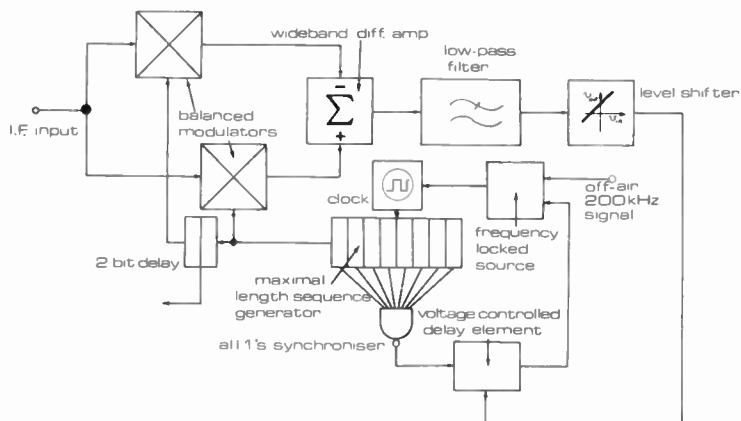 wideband diff. amp
low-pass
filter
level shifter
I.F. input
balanced
modulators
Σ
−
+
clock
off-air
200kHz
signal
frequency
locked
source
2 bit delay
maximal
length sequence
generator
voltage controlled
delay element
all 1's synchroniser